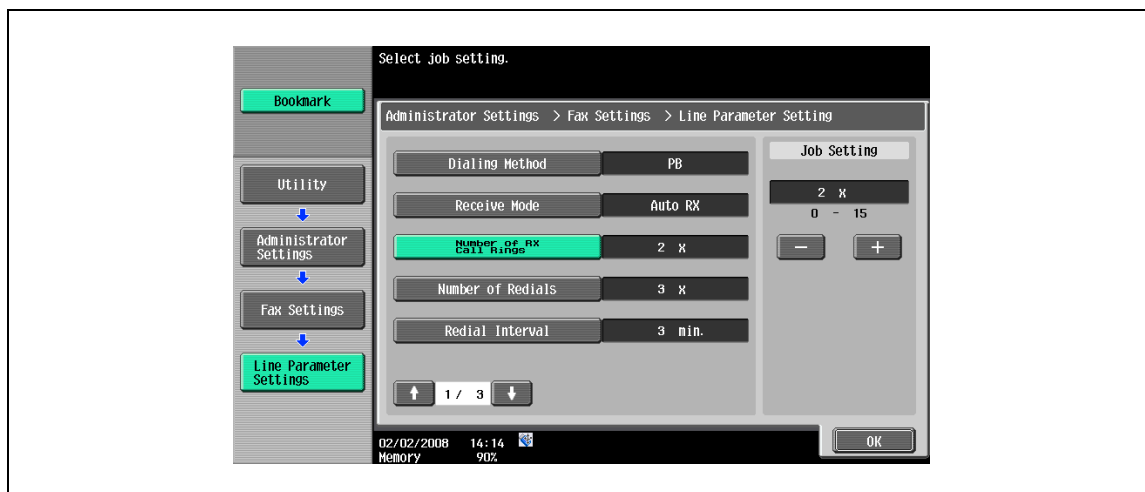 Select job setting.
Bookmark
Administrator Settings > Fax Settings > Line Parameter Setting
Utility
Administrator
Settings
Fax Settings
Line Parameter
Settings
Dialing Method PB
Receive Mode Auto RX
Number of RX
Call Rings 2 X
Number of Redials 3 X
Redial Interval 3 min.
1/ 3
Job Setting
2 X
0 - 15
− +
02/02/2008 14:14
Memory 90%
OK